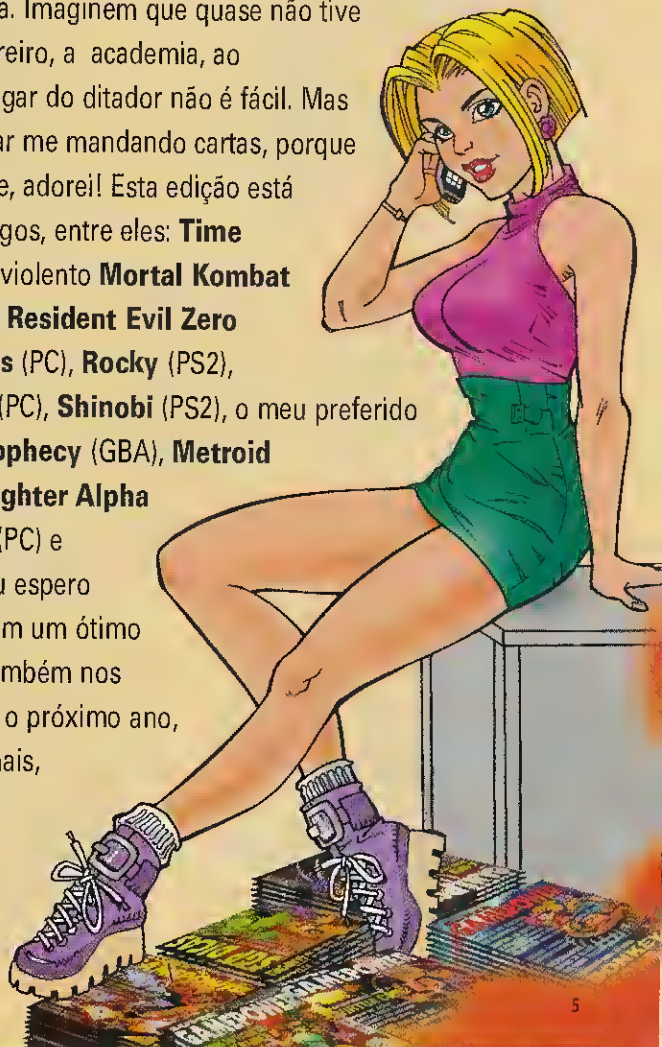 a. Imaginem que quase não tive
reiro, a academia, ao
gar do ditador não é fácil. Mas
ar me mandando cartas, porque
e, adorei! Esta edição está
gos, entre eles: Time
violento Mortal Kombat
Resident Evil Zero
s (PC), Rocky (PS2),
(PC), Shinobi (PS2), o meu preferido
ophecy (GBA), Metroid
ghter Alpha
(PC) e
u espero
m um ótimo
ambém nos
o próximo ano,
nais,
5